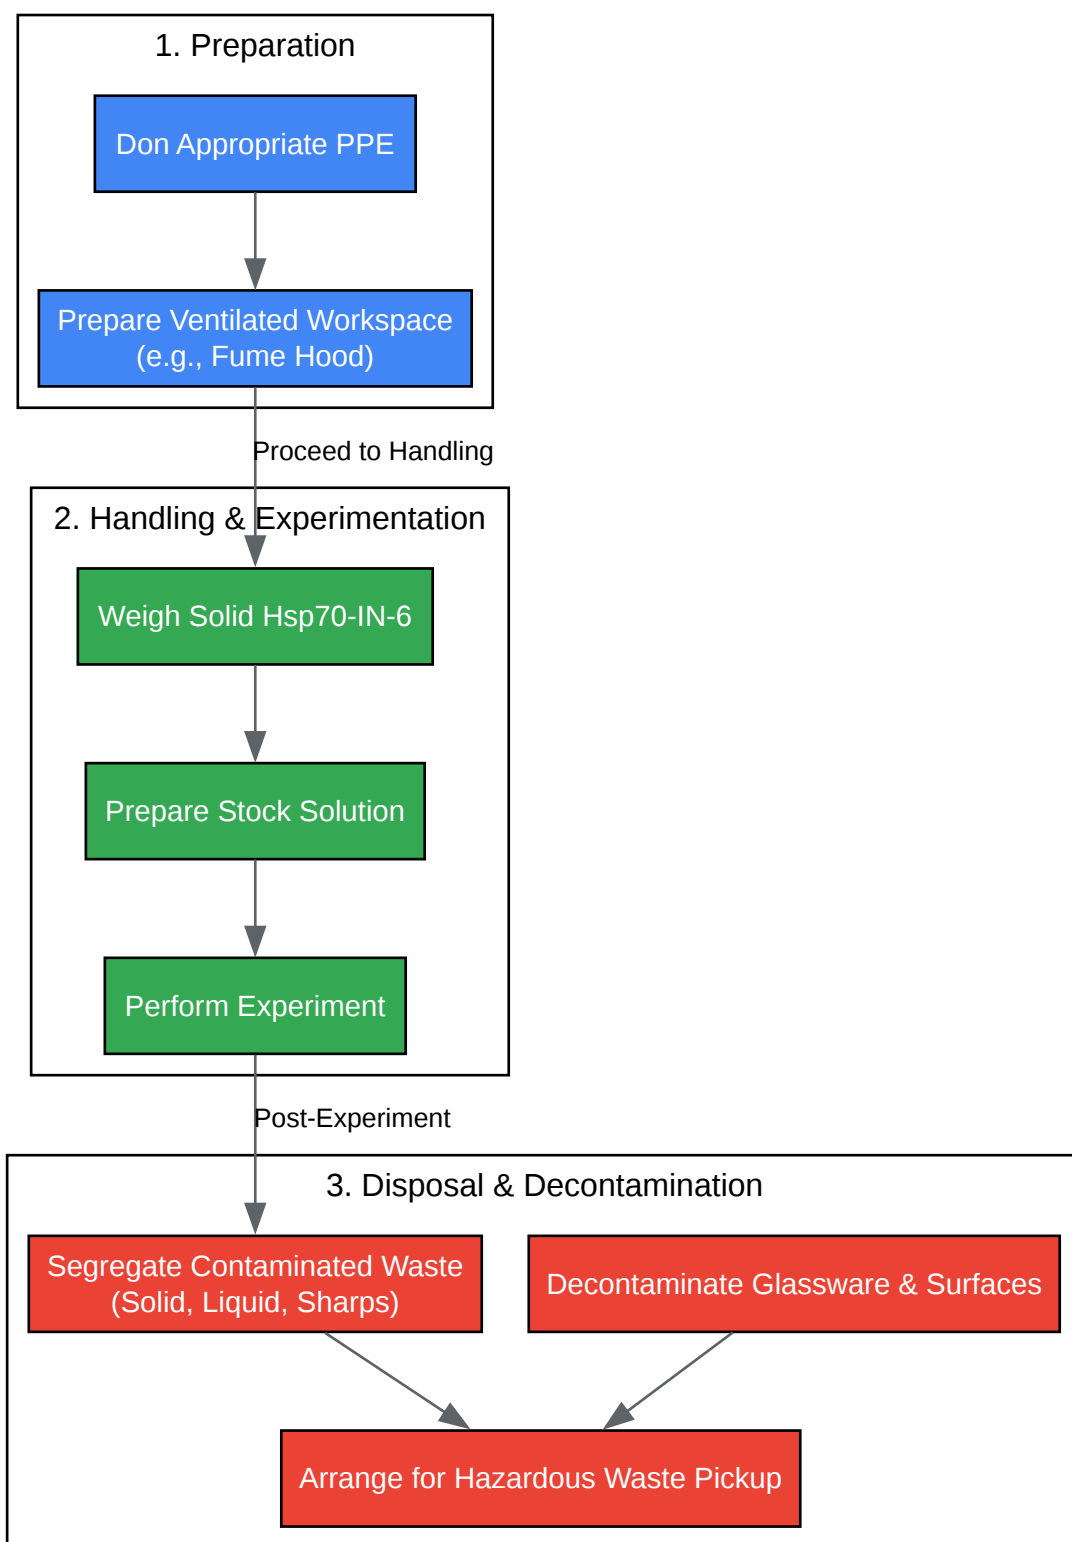 1. Preparation
Don Appropriate PPE
Prepare Ventilated Workspace
(e.g., Fume Hood)
Proceed to Handling
2. Handling & Experimentation
Weigh Solid Hsp70-IN-6
Prepare Stock Solution
Perform Experiment
Post-Experiment
3. Disposal & Decontamination
Segregate Contaminated Waste
(Solid, Liquid, Sharps)
Decontaminate Glassware & Surfaces
Arrange for Hazardous Waste Pickup